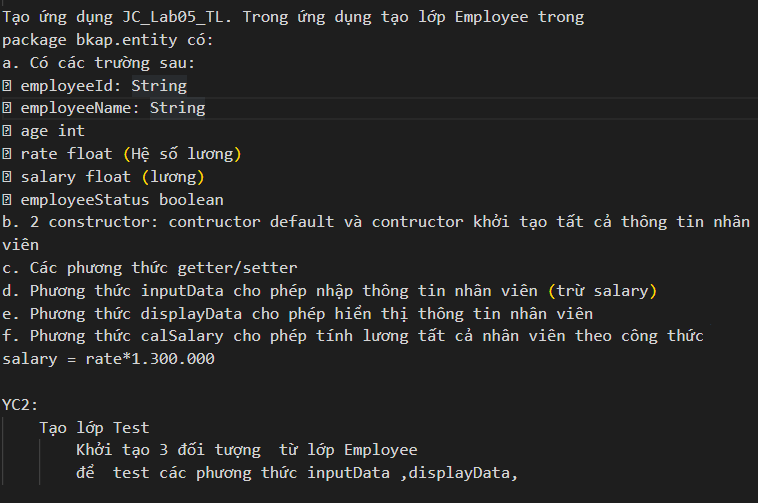 Tạo ứng dụng JC_Lab05_TL. Trong ứng dụng tạo lớp Employee trong
package bkap.entity có:
a. Có các trường sau:
employeeId: String
employeeName: String
age int
rate float (Hệ số lương)
salary float (lương)
employeeStatus boolean
b. 2 constructor: contructor default và contructor khởi tạo tất cả thông tin nhân
viên
c. Các phương thức getter/setter
d. Phương thức inputData cho phép nhập thông tin nhân viên (trừ salary)
e. Phương thức displayData cho phép hiển thị thông tin nhân viên
f. Phương thức calSalary cho phép tính lương tất cả nhân viên theo công thức
salary = rate*1.300.000
YC2:
Tạo lớp Test
Khởi tạo 3 đối tượng từ lớp Employee
để test các phương thức inputData ,displayData,